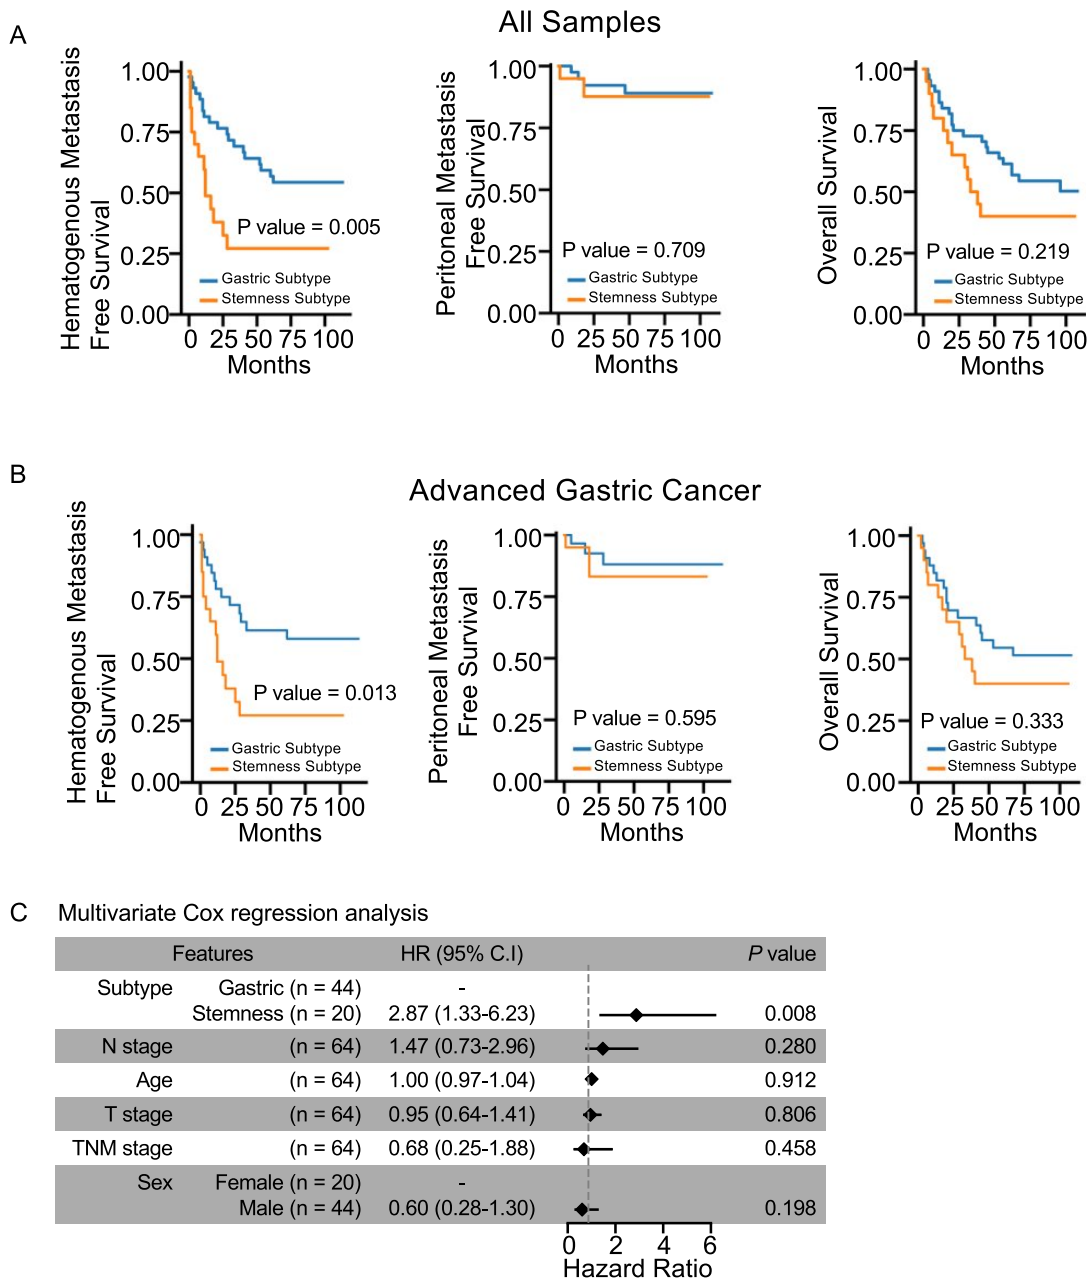 A
All Samples
Hematogenous Metastasis
Free Survival
1.00
0.75
0.50
0.25
0.00
P value = 0.005
Gastric Subtype
Stemness Subtype
0 25 50 75 100
Months
Peritoneal Metastasis
Free Survival
1.00
0.75
0.50
0.25
0.00
P value = 0.709
Gastric Subtype
Stemness Subtype
0 25 50 75 100
Months
Overall Survival
1.00
0.75
0.50
0.25
0.00
P value = 0.219
Gastric Subtype
Stemness Subtype
0 25 50 75 100
Months
B
Advanced Gastric Cancer
Hematogenous Metastasis
Free Survival
1.00
0.75
0.50
0.25
0.00
P value = 0.013
Gastric Subtype
Stemness Subtype
0 25 50 75 100
Months
Peritoneal Metastasis
Free Survival
1.00
0.75
0.50
0.25
0.00
P value = 0.595
Gastric Subtype
Stemness Subtype
0 25 50 75 100
Months
Overall Survival
1.00
0.75
0.50
0.25
0.00
P value = 0.333
Gastric Subtype
Stemness Subtype
0 25 50 75 100
Months
C Multivariate Cox regression analysis
Features HR (95% C.I) P value
Subtype Gastric (n = 44) -
Stemness (n = 20) 2.87 (1.33-6.23) 0.008
N stage (n = 64) 1.47 (0.73-2.96) 0.280
Age (n = 64) 1.00 (0.97-1.04) 0.912
T stage (n = 64) 0.95 (0.64-1.41) 0.806
TNM stage (n = 64) 0.68 (0.25-1.88) 0.458
Sex Female (n = 20) -
Male (n = 44) 0.60 (0.28-1.30) 0.198
0 2 4 6
Hazard Ratio